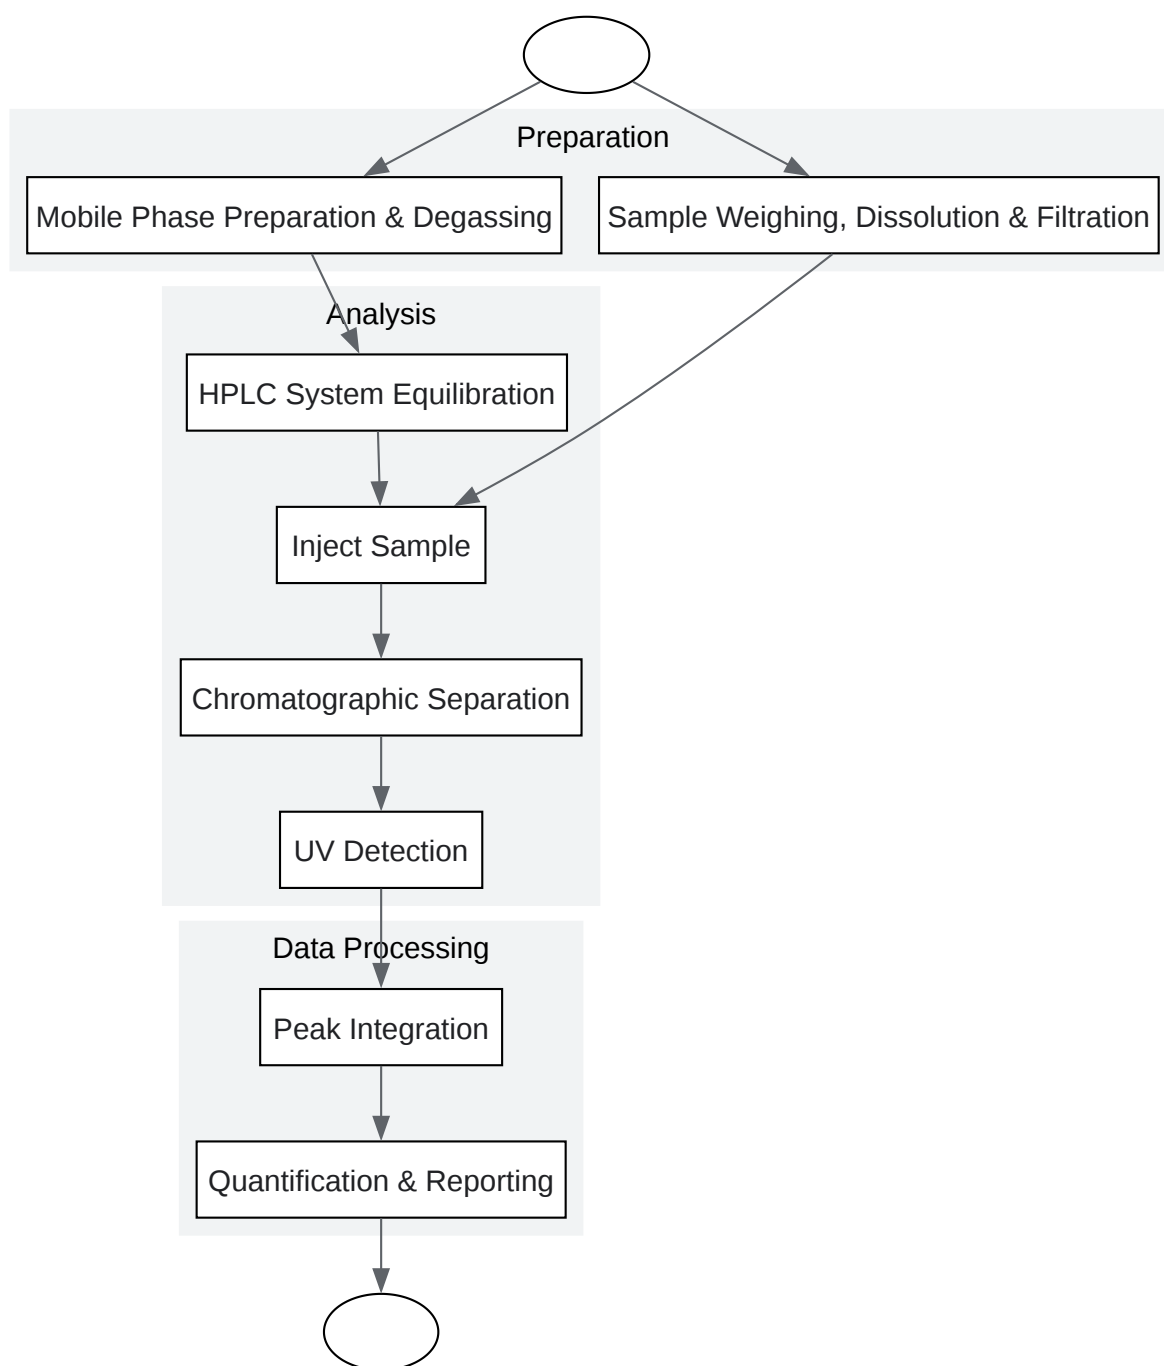 Preparation
Mobile Phase Preparation & Degassing
Sample Weighing, Dissolution & Filtration
Analysis
HPLC System Equilibration
Inject Sample
Chromatographic Separation
UV Detection
Data Processing
Peak Integration
Quantification & Reporting